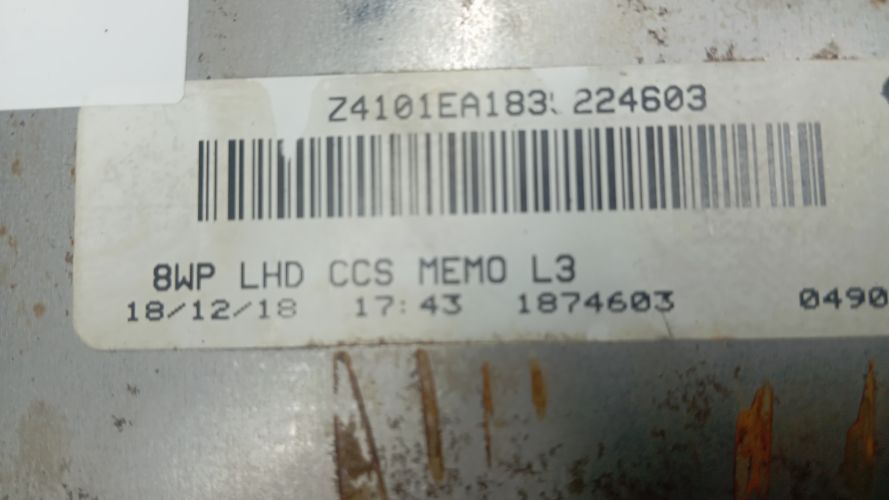 Z4101EA183 224603
8WP LHD CCS MEMO L3
18/12/18 17:43 1874603 0490